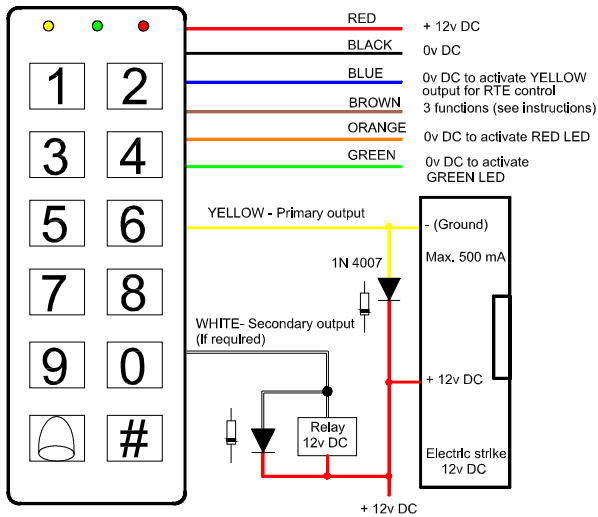 RED
+ 12v DC
BLACK
0v DC
BLUE
0v DC to activate YELLOW
output for RTE control
BROWN
3 functions (see instructions)
ORANGE
0v DC to activate RED LED
GREEN
0v DC to activate
GREEN LED
1 2
3 4
5 6
7 8
9 0
#
YELLOW - Primary output
- (Ground)
Max. 500 mA
1N 4007
WHITE- Secondary output
(If required)
+ 12v DC
Relay
12v DC
Electric strike
12v DC
+ 12v DC